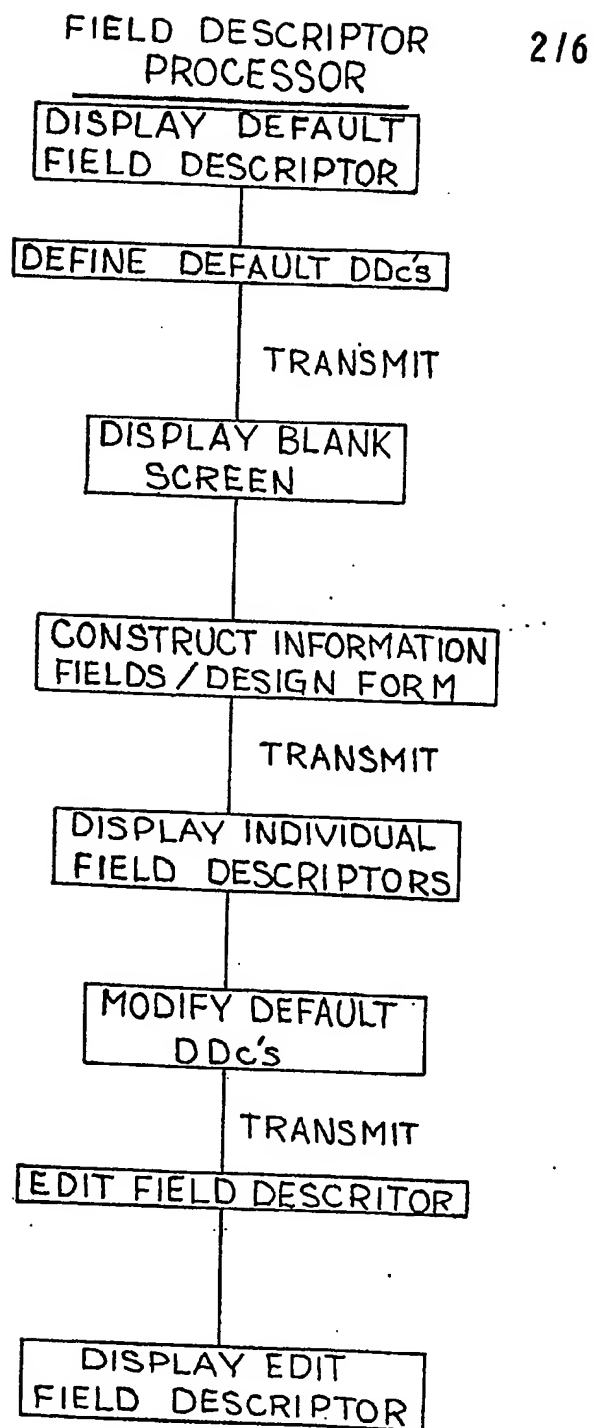 FIELD DESCRIPTOR
PROCESSOR
2/6
DISPLAY DEFAULT
FIELD DESCRIPTOR
DEFINE DEFAULT DDc's
TRANSMIT
DISPLAY BLANK
SCREEN
CONSTRUCT INFORMATION
FIELDS/DESIGN FORM
TRANSMIT
DISPLAY INDIVIDUAL
FIELD DESCRIPTORS
MODIFY DEFAULT
DDc's
TRANSMIT
EDIT FIELD DESCRITOR
DISPLAY EDIT
FIELD DESCRIPTOR